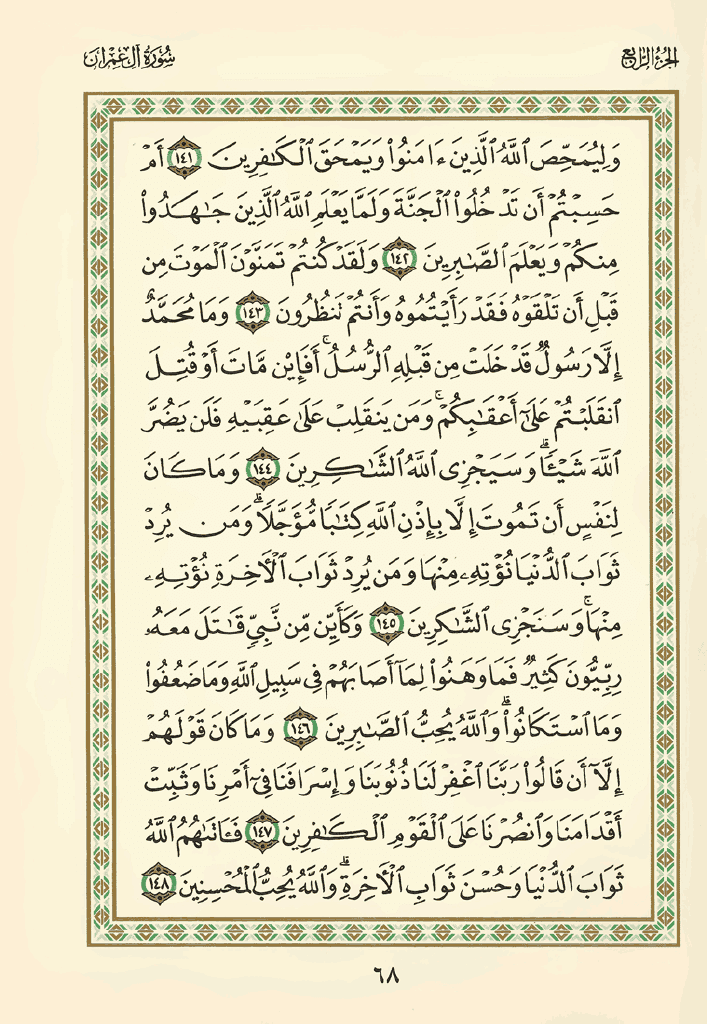 الجزء الرابع
سُورَةُ آلِ عِمْرَانَ
وَلِيُمَحِّصَ ٱللَّهُ ٱلَّذِينَ ءَامَنُوا۟ وَيَمْحَقَ ٱلْكَٰفِرِينَ ١٤١ أَمْ
حَسِبْتُمْ أَن تَدْخُلُوا۟ ٱلْجَنَّةَ وَلَمَّا يَعْلَمِ ٱللَّهُ ٱلَّذِينَ جَٰهَدُوا۟
مِنكُمْ وَيَعْلَمَ ٱلصَّٰبِرِينَ ١٤٢ وَلَقَدْ كُنتُمْ تَمَنَّوْنَ ٱلْمَوْتَ مِن
قَبْلِ أَن تَلْقَوْهُ فَقَدْ رَأَيْتُمُوهُ وَأَنتُمْ تَنظُرُونَ ١٤٣ وَمَا مُحَمَّدٌ
إِلَّا رَسُولٌ قَدْ خَلَتْ مِن قَبْلِهِ ٱلرُّسُلُ ۚ أَفَإِي۟ن مَّاتَ أَوْ قُتِلَ
ٱنقَلَبْتُمْ عَلَىٰٓ أَعْقَٰبِكُمْ ۚ وَمَن يَنقَلِبْ عَلَىٰ عَقِبَيْهِ فَلَن يَضُرَّ
ٱللَّهَ شَيْـًٔا ۗ وَسَيَجْزِى ٱللَّهُ ٱلشَّٰكِرِينَ ١٤٤ وَمَا كَانَ
لِنَفْسٍ أَن تَمُوتَ إِلَّا بِإِذْنِ ٱللَّهِ كِتَٰبًا مُّؤَجَّلًا ۗ وَمَن يُرِدْ
ثَوَابَ ٱلدُّنْيَا نُؤْتِهِۦ مِنْهَا وَمَن يُرِدْ ثَوَابَ ٱلْـَٔاخِرَةِ نُؤْتِهِۦ
مِنْهَا ۚ وَسَنَجْزِى ٱلشَّٰكِرِينَ ١٤٥ وَكَأَيِّن مِّن نَّبِىٍّ قَٰتَلَ مَعَهُۥ
رِبِّيُّونَ كَثِيرٌ فَمَا وَهَنُوا۟ لِمَآ أَصَابَهُمْ فِى سَبِيلِ ٱللَّهِ وَمَا ضَعُفُوا۟
وَمَا ٱسْتَكَانُوا۟ ۗ وَٱللَّهُ يُحِبُّ ٱلصَّٰبِرِينَ ١٤٦ وَمَا كَانَ قَوْلَهُمْ
إِلَّآ أَن قَالُوا۟ رَبَّنَا ٱغْفِرْ لَنَا ذُنُوبَنَا وَإِسْرَافَنَا فِىٓ أَمْرِنَا وَثَبِّتْ
أَقْدَامَنَا وَٱنصُرْنَا عَلَى ٱلْقَوْمِ ٱلْكَٰفِرِينَ ١٤٧ فَـَٔاتَىٰهُمُ ٱللَّهُ
ثَوَابَ ٱلدُّنْيَا وَحُسْنَ ثَوَابِ ٱلْـَٔاخِرَةِ ۗ وَٱللَّهُ يُحِبُّ ٱلْمُحْسِنِينَ ١٤٨
٦٨